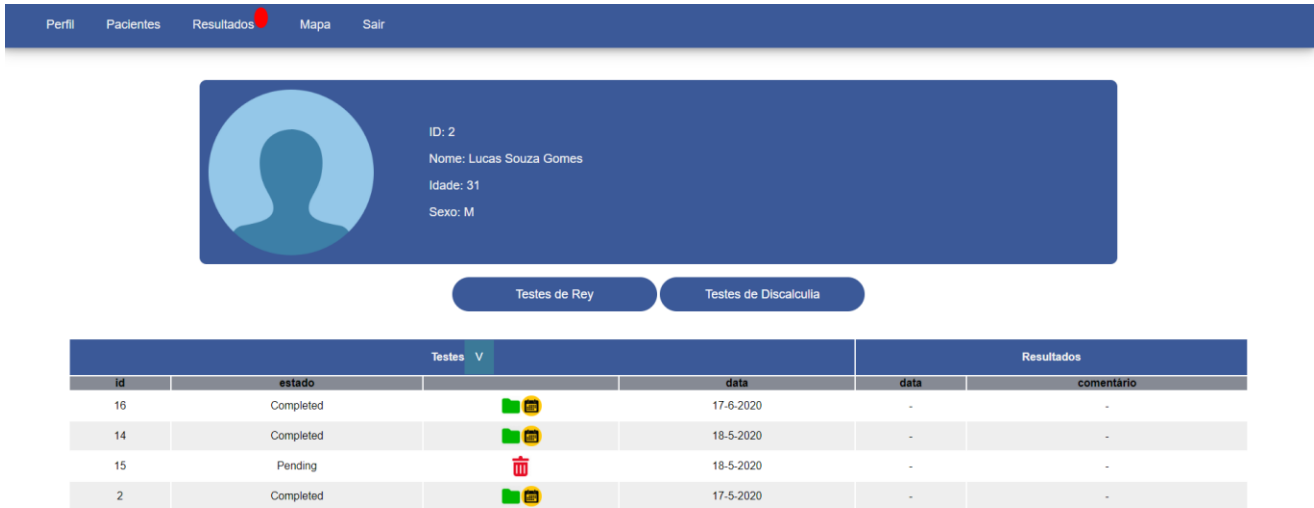 Perfil Pacientes Resultados Mapa Sair
ID: 2
Nome: Lucas Souza Gomes
Idade: 31
Sexo: M
Testes de Rey Testes de Discalculia
Testes V Resultados
id estado data data comentário
16 Completed 17-6-2020 - -
14 Completed 18-5-2020 - -
15 Pending 18-5-2020 - -
2 Completed 17-5-2020 - -